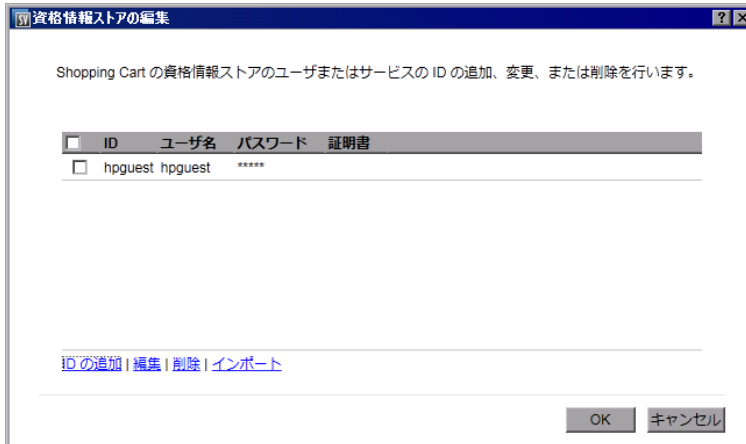 SV 資格情報ストアの編集 ? X
Shopping Cart の資格情報ストアのユーザまたはサービスの ID の追加、変更、または削除を行います。
ID ユーザ名 パスワード 証明書
hpguest hpguest *****
ID の追加 | 編集 | 削除 | インポート
OK キャンセル